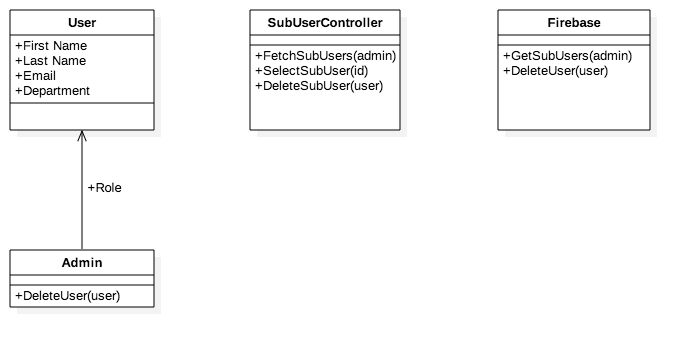 User
+First Name
+Last Name
+Email
+Department
SubUserController
+FetchSubUsers(admin)
+SelectSubUser(id)
+DeleteSubUser(user)
Firebase
+GetSubUsers(admin)
+DeleteUser(user)
+Role
Admin
+DeleteUser(user)